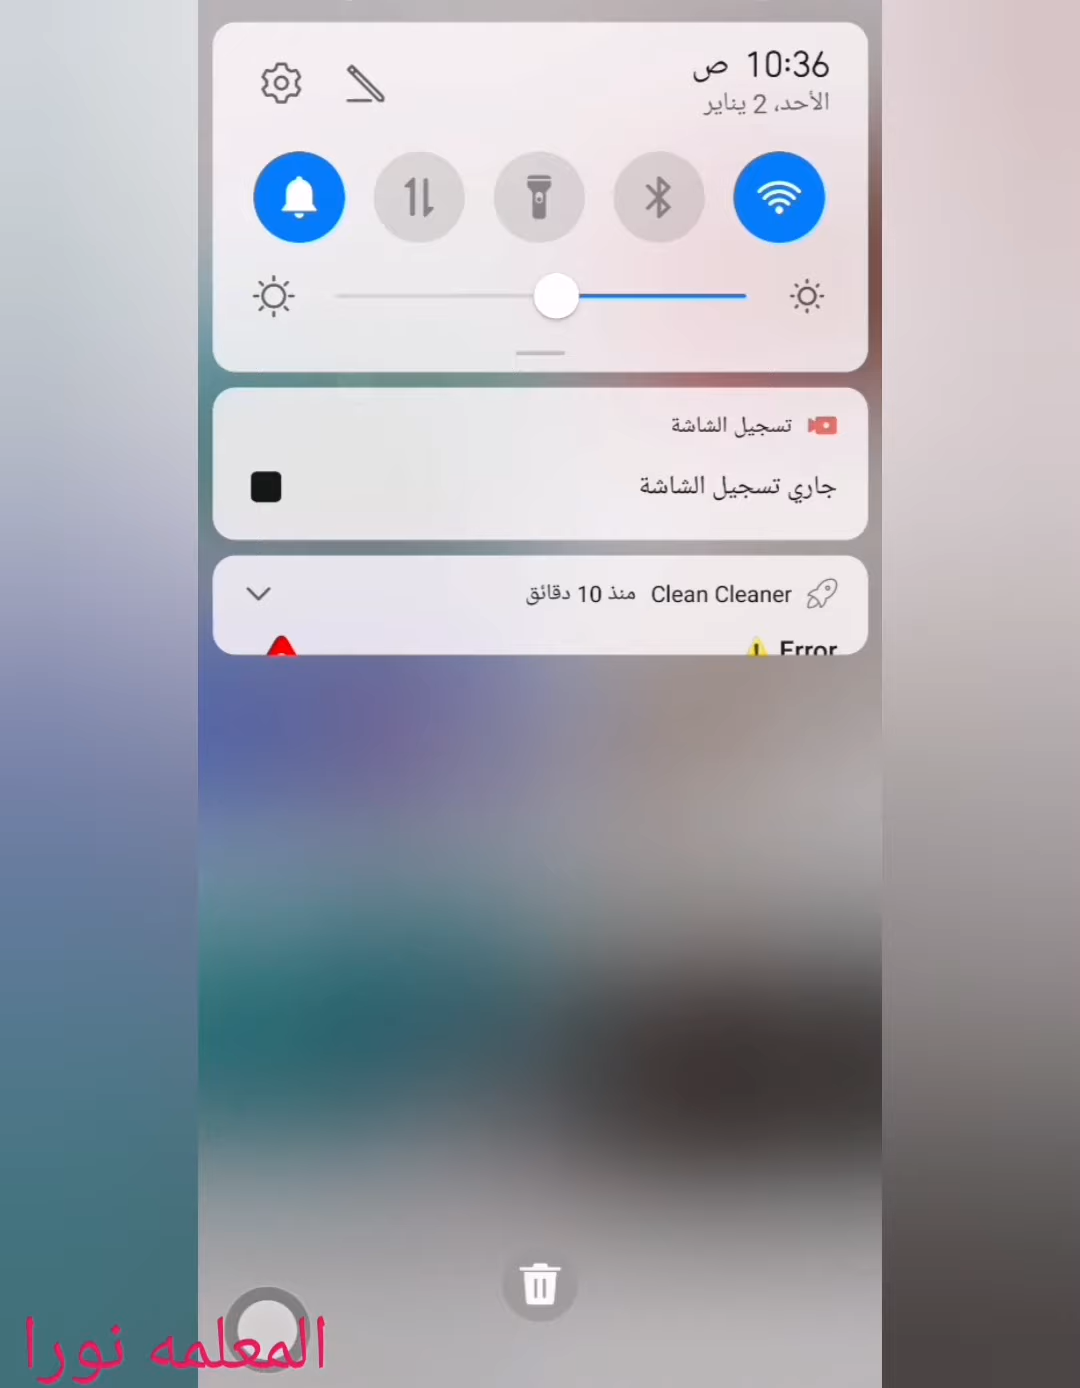 10:36 ص
الأحد، 2 يناير
تسجيل الشاشة
جاري تسجيل الشاشة
Clean Cleaner منذ 10 دقائق
Error
المعلمه نورا